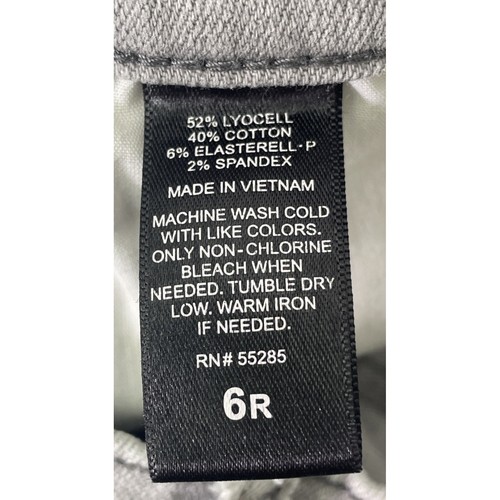 52% LYOCELL
40% COTTON
6% ELASTERELL-P
2% SPANDEX
MADE IN VIETNAM
MACHINE WASH COLD
WITH LIKE COLORS.
ONLY NON-CHLORINE
BLEACH WHEN
NEEDED. TUMBLE DRY
LOW. WARM IRON
IF NEEDED.
RN# 55285
6R